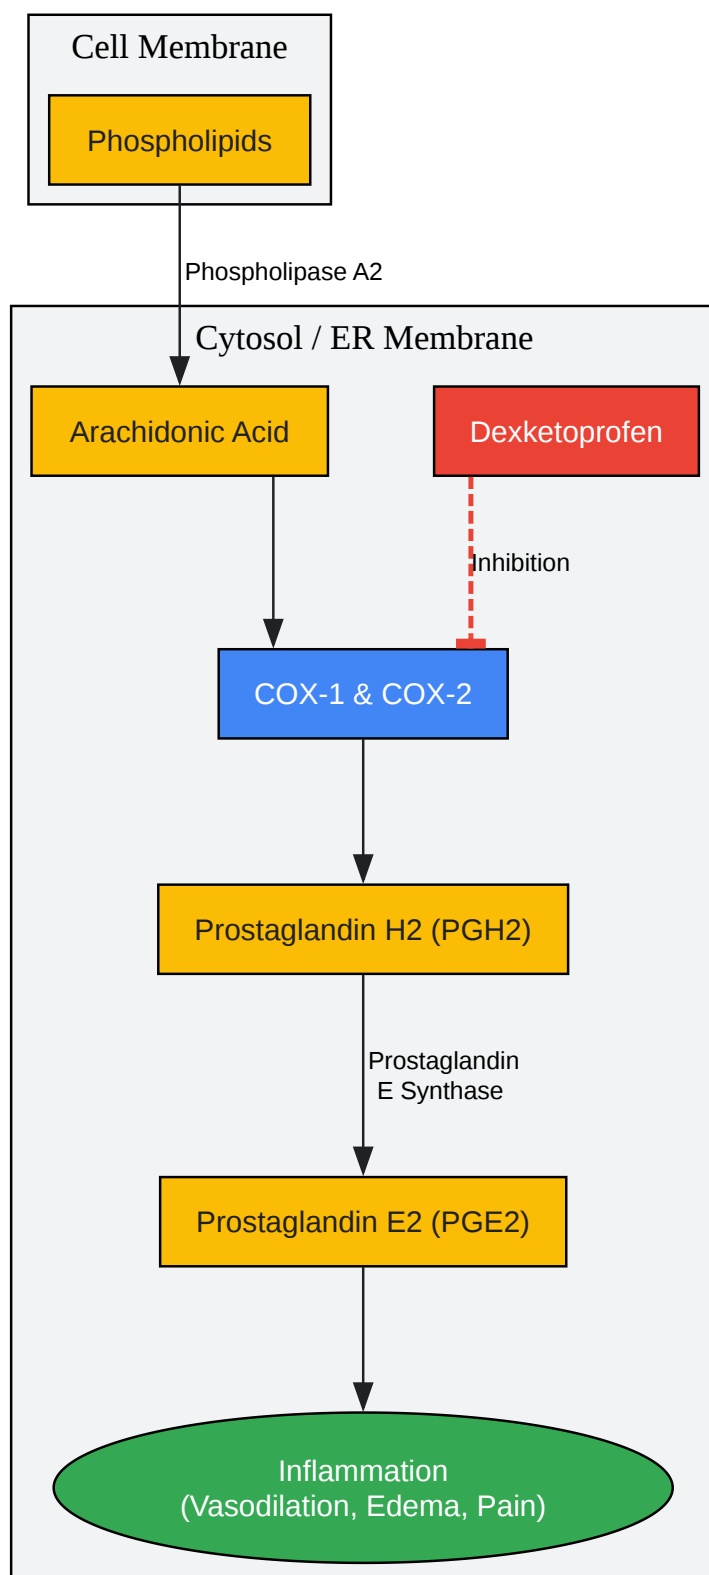 Cell Membrane
Phospholipids
Phospholipase A2
Cytosol / ER Membrane
Arachidonic Acid
Dexketoprofen
Inhibition
COX-1 & COX-2
Prostaglandin H2 (PGH2)
Prostaglandin
E Synthase
Prostaglandin E2 (PGE2)
Inflammation
(Vasodilation, Edema, Pain)